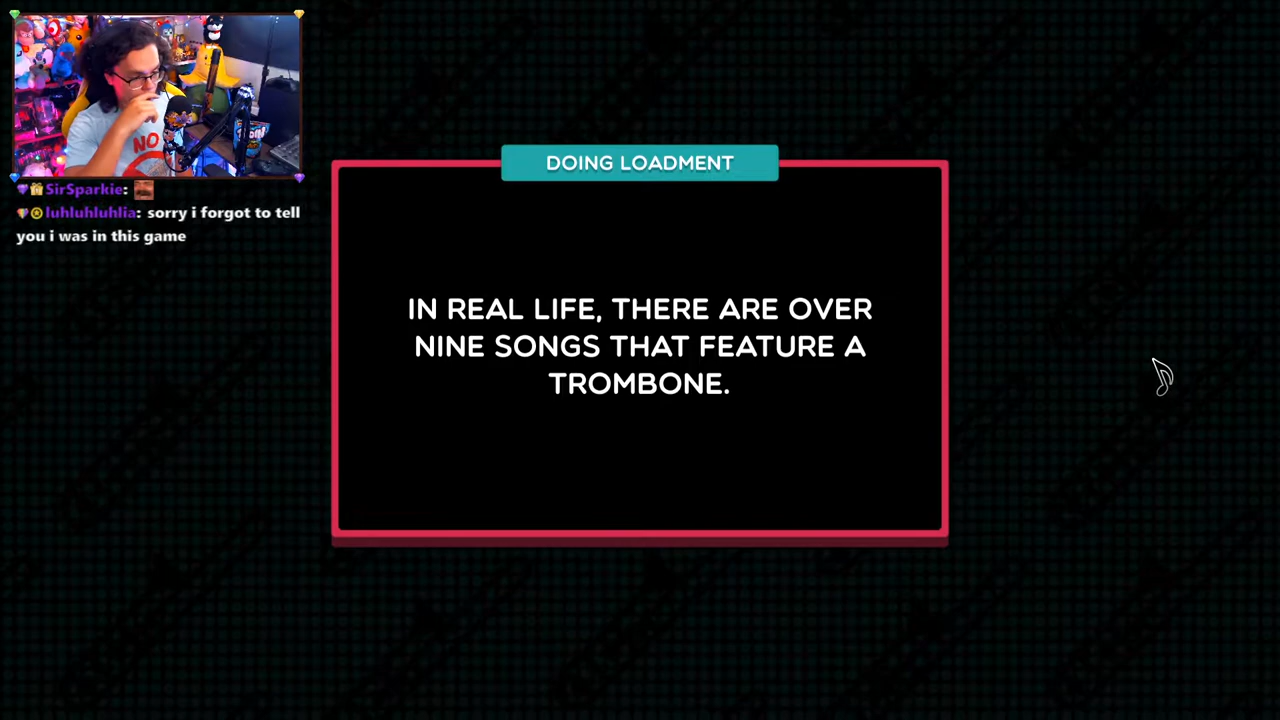 NO
SirSparkie:
luhluhluhlia: sorry i forgot to tell
you i was in this game
DOING LOADMENT
IN REAL LIFE, THERE ARE OVER
NINE SONGS THAT FEATURE A
TROMBONE.